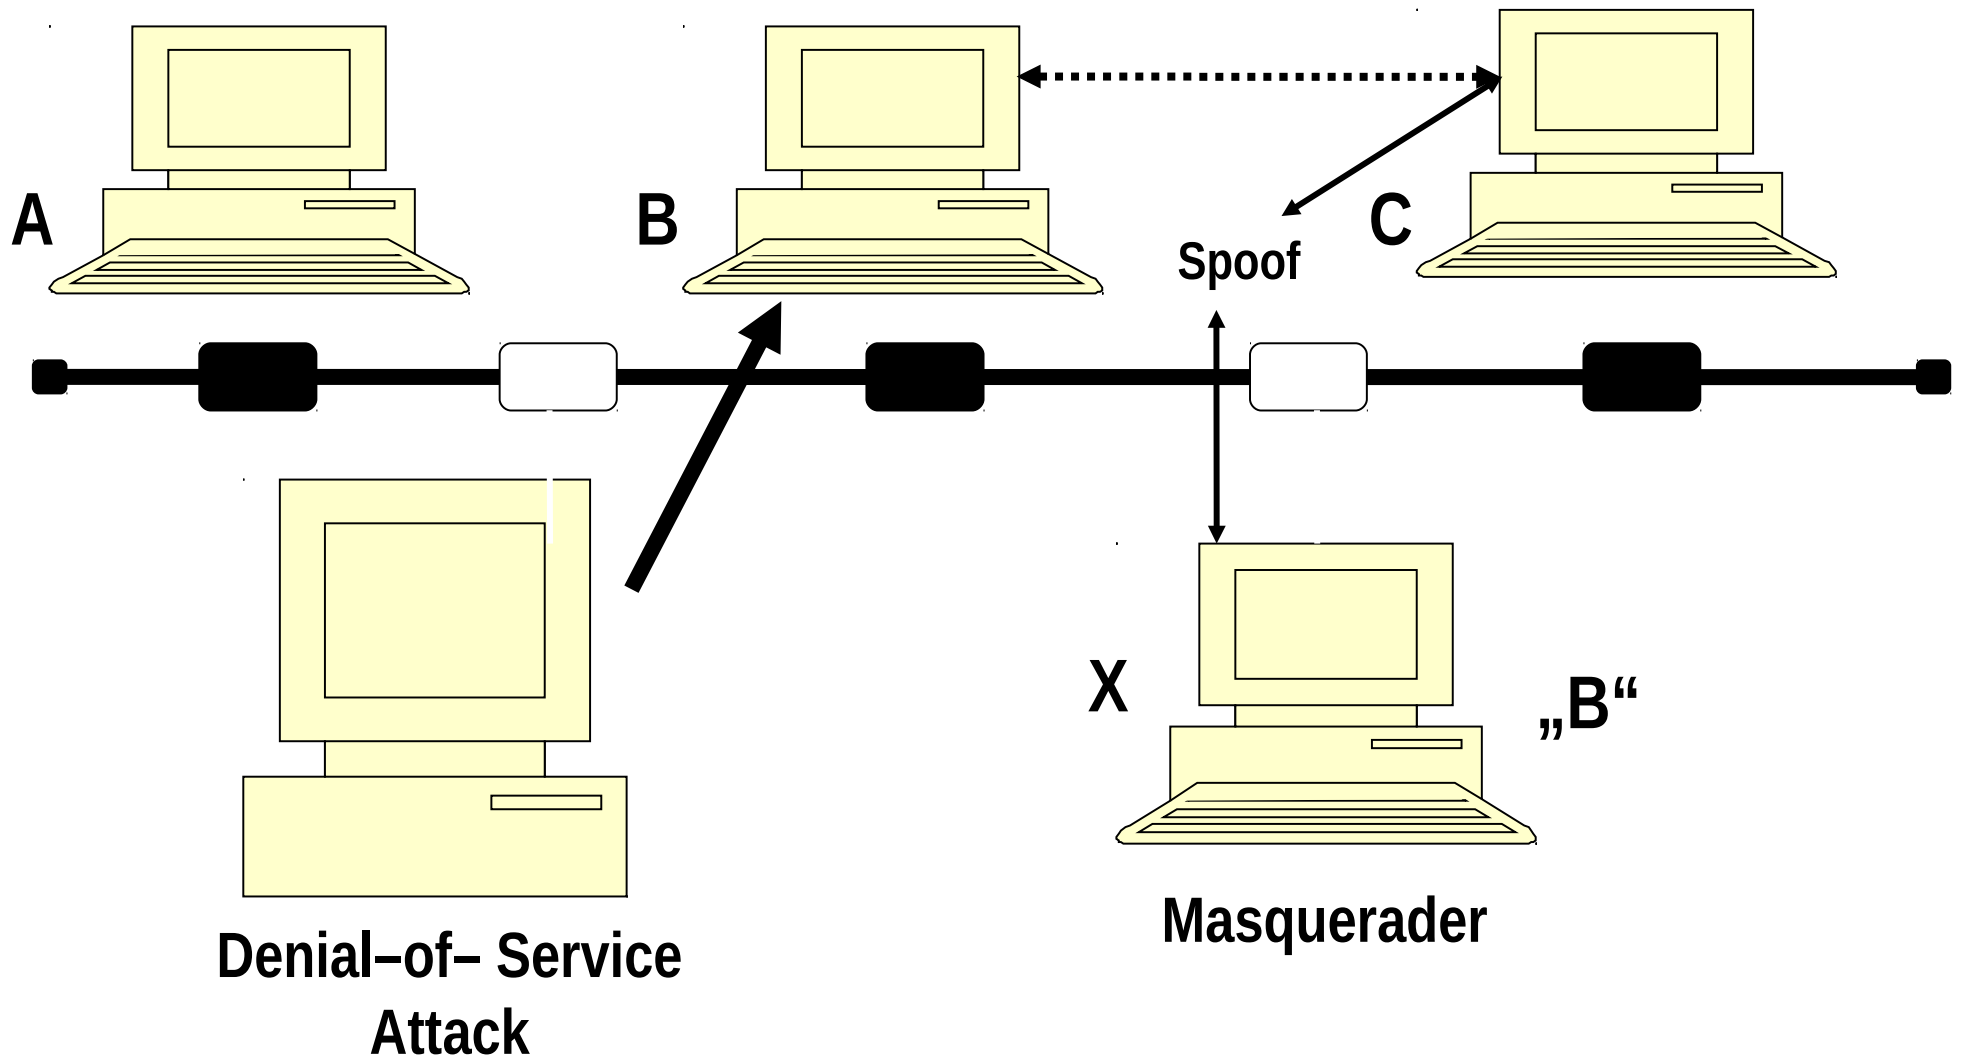 A
B
C
Spoof
X
„B“
Masquerader
Denial–of– Service
Attack